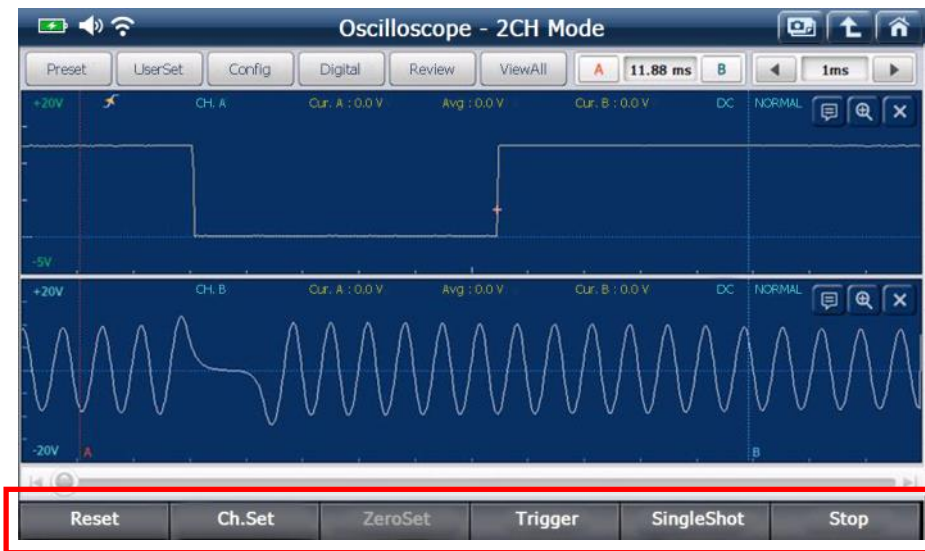 Oscilloscope - 2CH Mode
Preset UserSet Config Digital Review ViewAll A 11.88 ms B 1ms
+20V CH. A Cur. A : 0.0 V Avg : 0.0 V Cur. B : 0.0 V DC NORMAL
-5V
+20V CH. B Cur. A : 0.0 V Avg : 0.0 V Cur. B : 0.0 V DC NORMAL
-20V A B
Reset Ch.Set ZeroSet Trigger SingleShot Stop